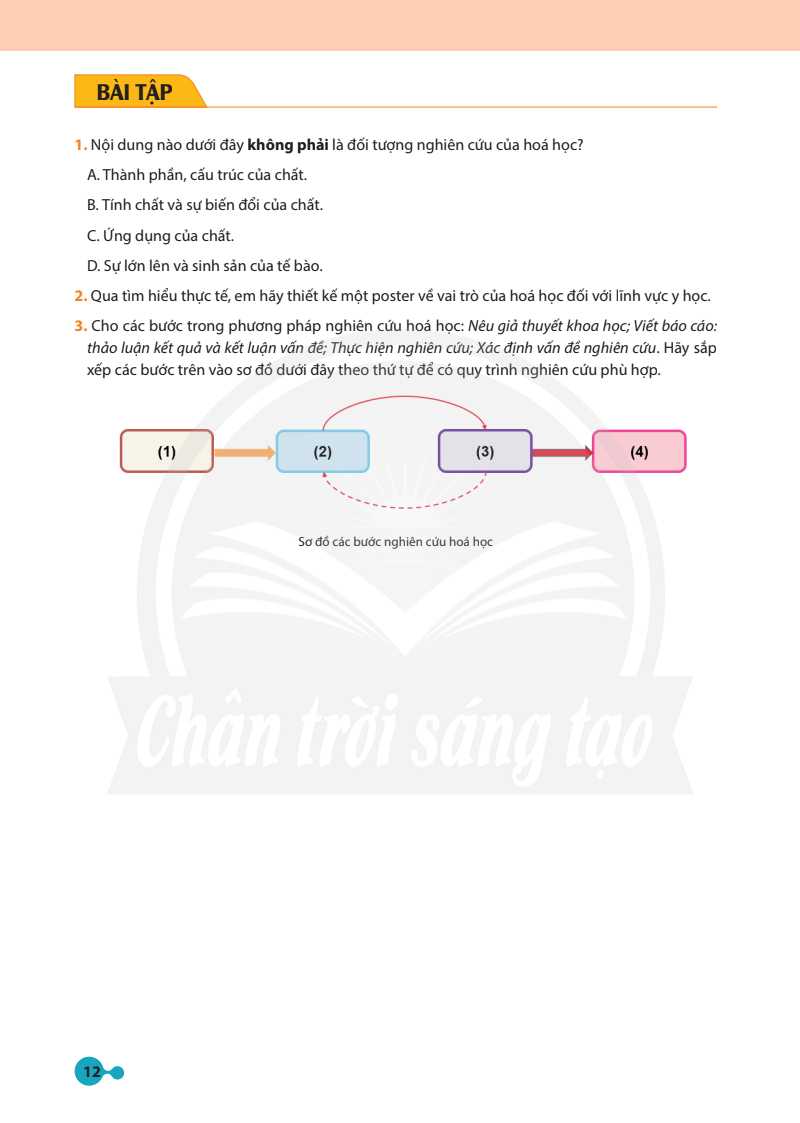 BÀI TẬP
1. Nội dung nào dưới đây không phải là đối tượng nghiên cứu của hoá học?
A. Thành phần, cấu trúc của chất.
B. Tính chất và sự biến đổi của chất.
C. Ứng dụng của chất.
D. Sự lớn lên và sinh sản của tế bào.
2. Qua tìm hiểu thực tế, em hãy thiết kế một poster về vai trò của hoá học đối với lĩnh vực y học.
3. Cho các bước trong phương pháp nghiên cứu hoá học: Nêu giả thuyết khoa học; Viết báo cáo:
thảo luận kết quả và kết luận vấn đề; Thực hiện nghiên cứu; Xác định vấn đề nghiên cứu. Hãy sắp
xếp các bước trên vào sơ đồ dưới đây theo thứ tự để có quy trình nghiên cứu phù hợp.
(1) (2) (3) (4)
Sơ đồ các bước nghiên cứu hoá học
Chân trời sáng tạo
12